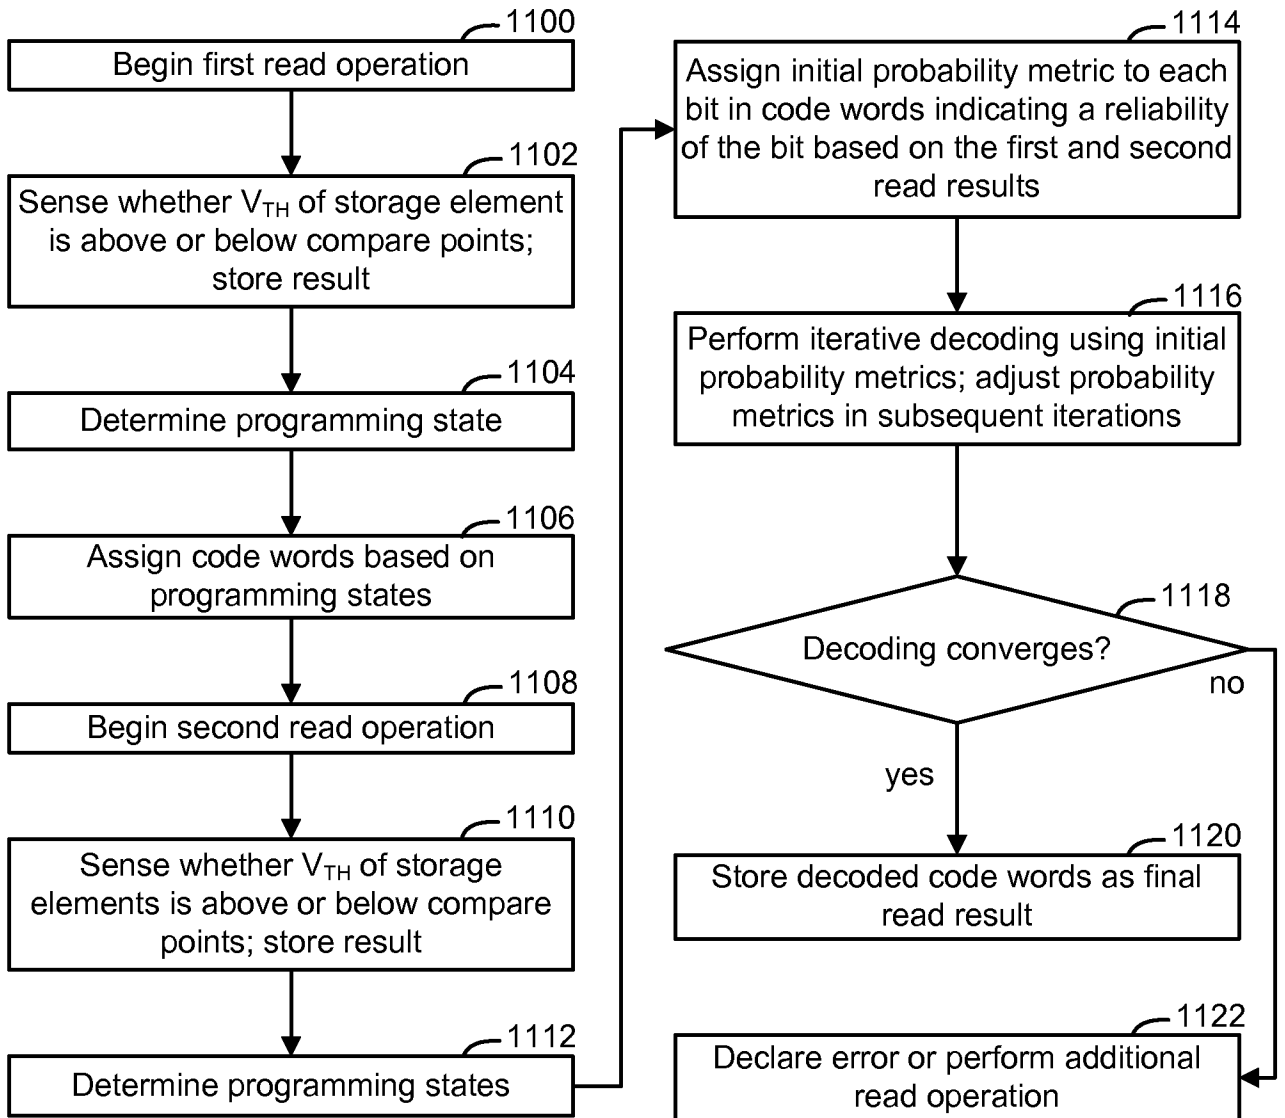 1100
Begin first read operation
1102
Sense whether VTH of storage element
is above or below compare points;
store result
1104
Determine programming state
1106
Assign code words based on
programming states
1108
Begin second read operation
1110
Sense whether VTH of storage
elements is above or below compare
points; store result
1112
Determine programming states
1114
Assign initial probability metric to each
bit in code words indicating a reliability
of the bit based on the first and second
read results
1116
Perform iterative decoding using initial
probability metrics; adjust probability
metrics in subsequent iterations
1118
Decoding converges?
no
yes
1120
Store decoded code words as final
read result
1122
Declare error or perform additional
read operation